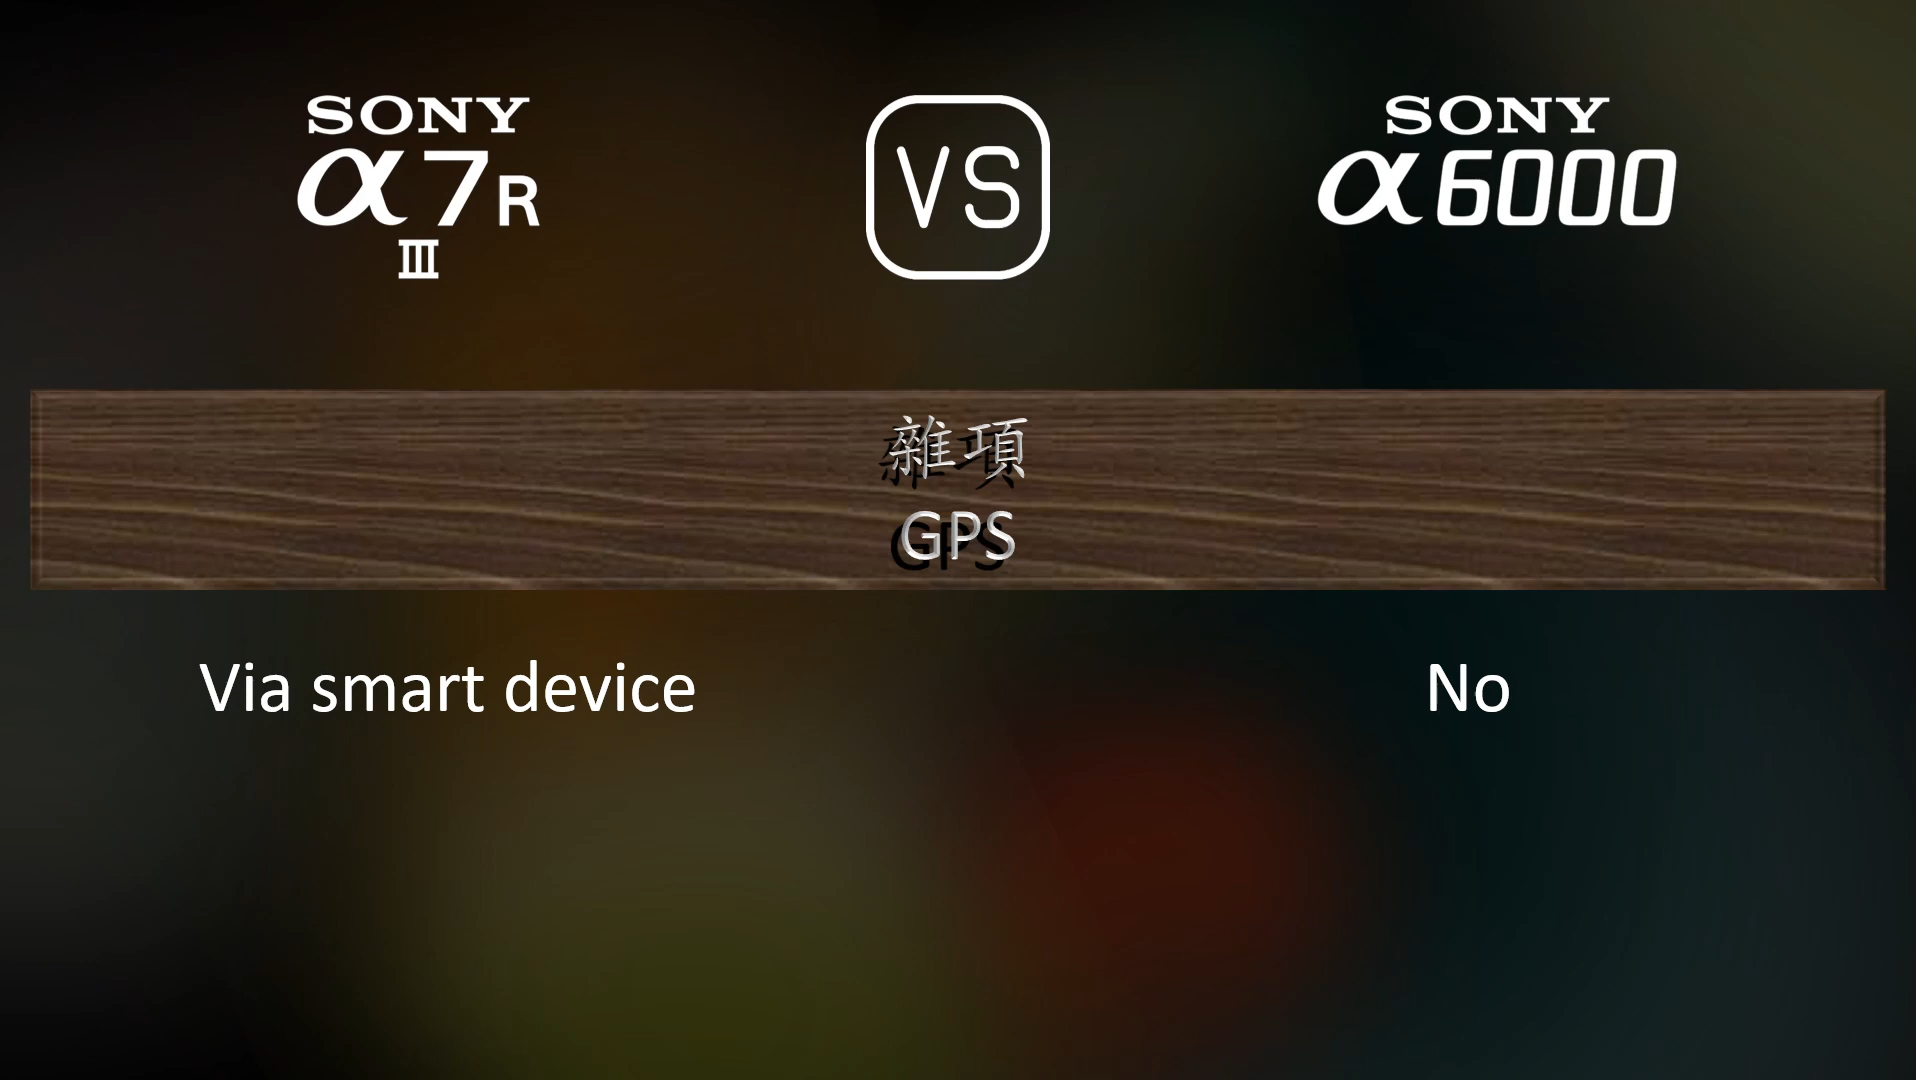 SONY
α7R
III
VS
SONY
α6000
雜項
GPS
Via smart device
No